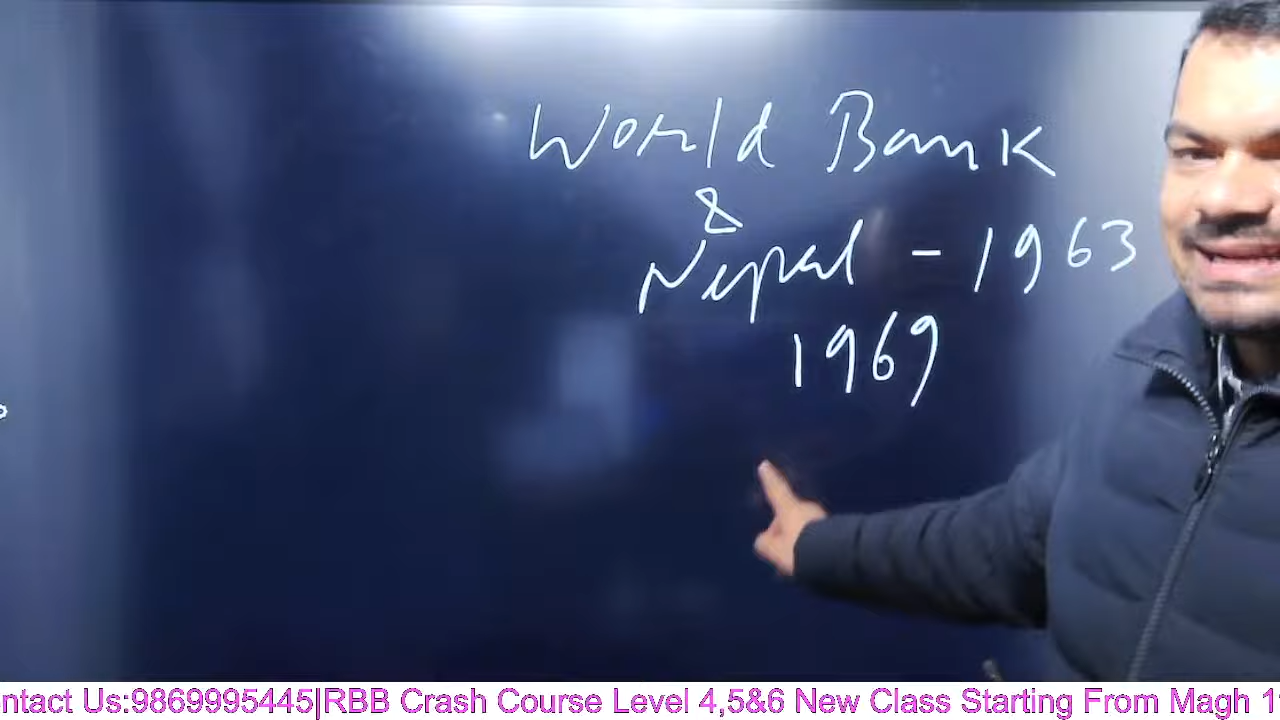 World Bank
&
Nepal - 1963
1969
ntact Us:9869995445|RBB Crash Course Level 4,5&6 New Class Starting From Magh 1